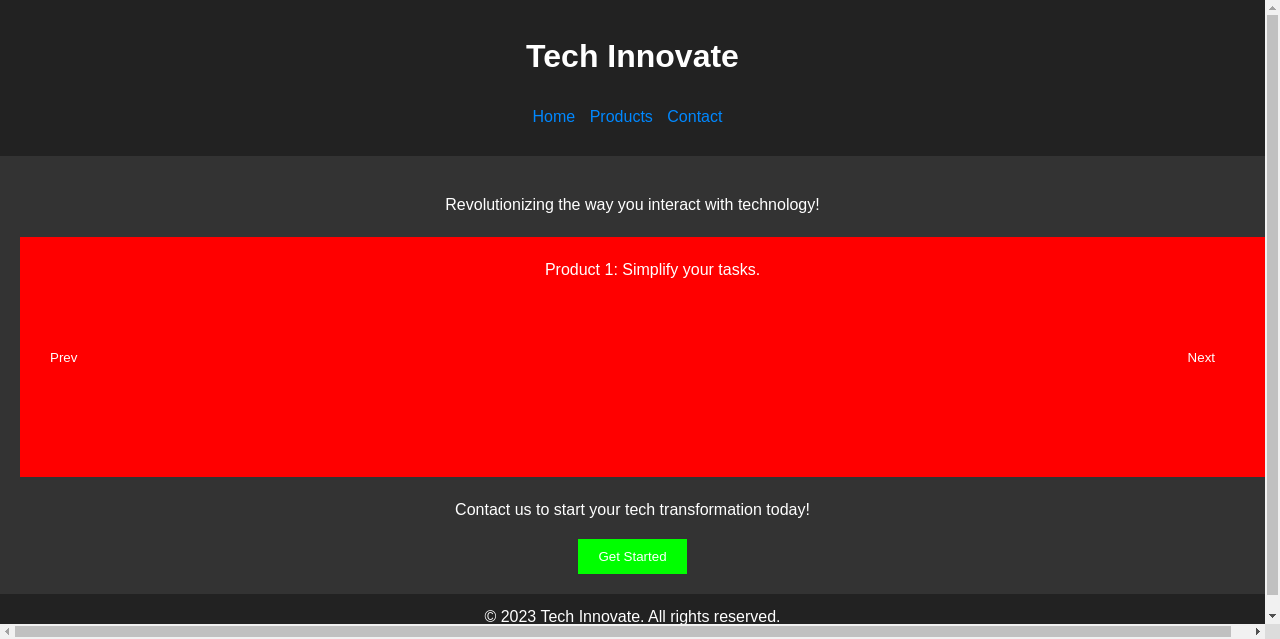 Tech Innovate
Home Products Contact
Revolutionizing the way you interact with technology!
Product 1: Simplify your tasks.
Prev Next
Contact us to start your tech transformation today!
Get Started
© 2023 Tech Innovate. All rights reserved.